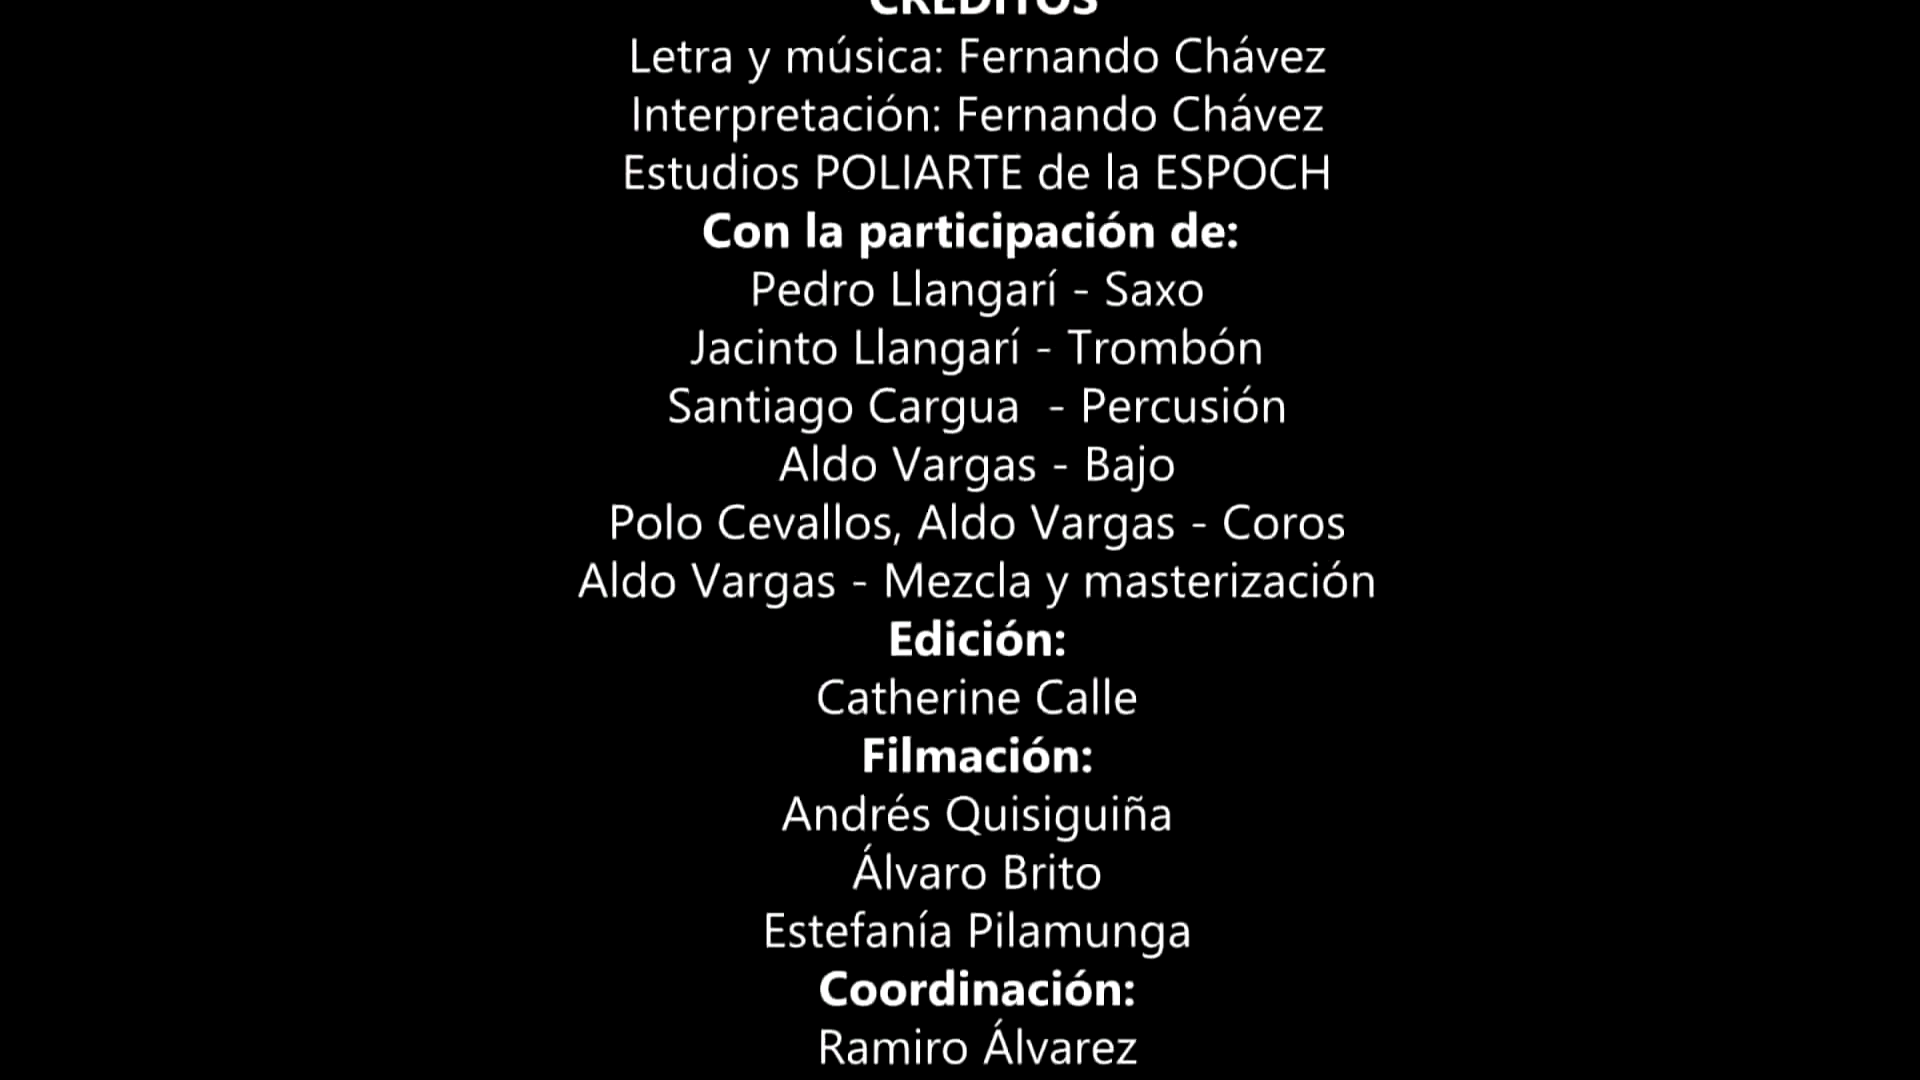 CRÉDITOS
Letra y música: Fernando Chávez
Interpretación: Fernando Chávez
Estudios POLIARTE de la ESPOCH
Con la participación de:
Pedro Llangarí - Saxo
Jacinto Llangarí - Trombón
Santiago Cargua  - Percusión
Aldo Vargas - Bajo
Polo Cevallos, Aldo Vargas - Coros
Aldo Vargas - Mezcla y masterización
Edición:
Catherine Calle
Filmación:
Andrés Quisiguiña
Álvaro Brito
Estefanía Pilamunga
Coordinación:
Ramiro Álvarez